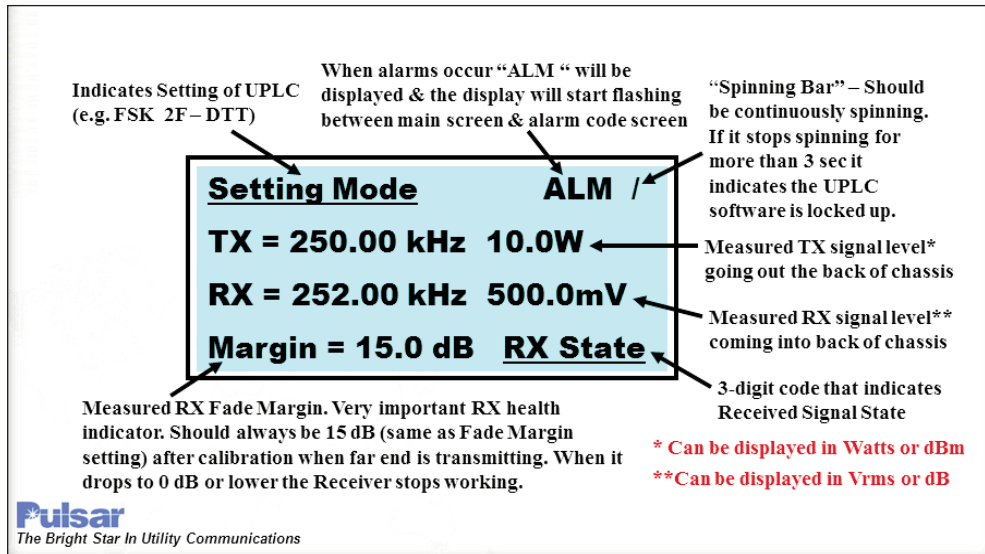 Indicates Setting of UPLC
(e.g. FSK 2F – DTT)
When alarms occur “ALM “ will be
displayed & the display will start flashing
between main screen & alarm code screen
“Spinning Bar” – Should
be continuously spinning.
If it stops spinning for
more than 3 sec it
indicates the UPLC
software is locked up.
Setting Mode ALM /
TX = 250.00 kHz 10.0W
RX = 252.00 kHz 500.0mV
Margin = 15.0 dB RX State
Measured TX signal level*
going out the back of chassis
Measured RX signal level**
coming into back of chassis
3-digit code that indicates
Received Signal State
Measured RX Fade Margin. Very important RX health
indicator. Should always be 15 dB (same as Fade Margin
setting) after calibration when far end is transmitting. When it
drops to 0 dB or lower the Receiver stops working.
* Can be displayed in Watts or dBm
**Can be displayed in Vrms or dB
Pulsar
The Bright Star In Utility Communications